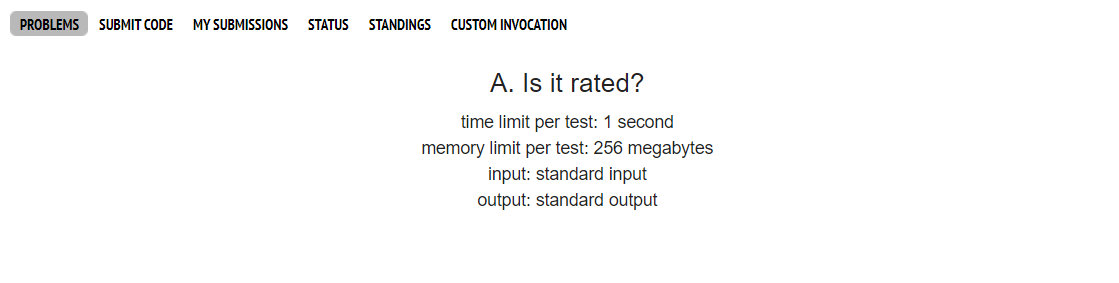 PROBLEMS SUBMIT CODE MY SUBMISSIONS STATUS STANDINGS CUSTOM INVOCATION
A. Is it rated?
time limit per test: 1 second
memory limit per test: 256 megabytes
input: standard input
output: standard output